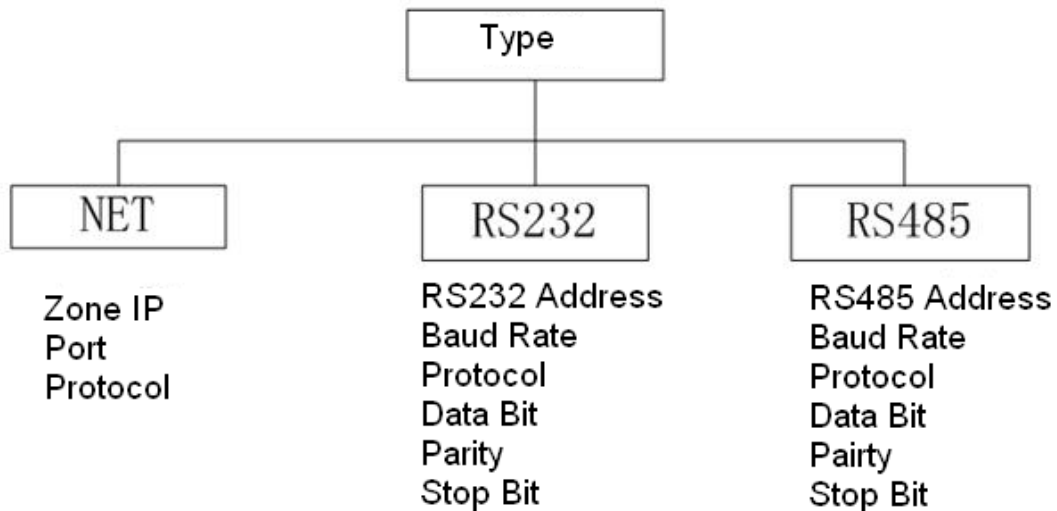 Type
NET
Zone IP
Port
Protocol
RS232
RS232 Address
Baud Rate
Protocol
Data Bit
Parity
Stop Bit
RS485
RS485 Address
Baud Rate
Protocol
Data Bit
Pairty
Stop Bit